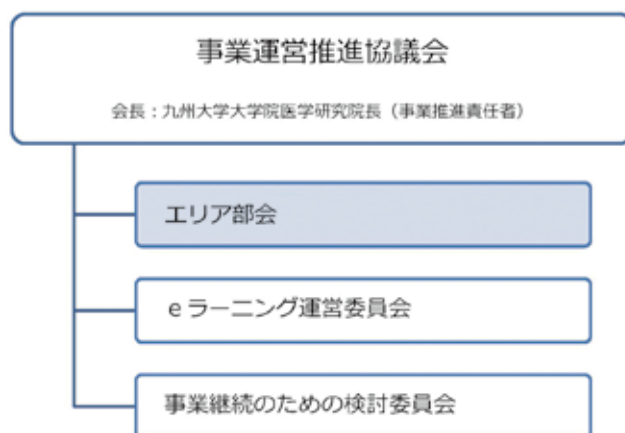 事業運営推進協議会
会長：九州大学大学院医学研究院長（事業推進責任者）
エリア部会
eラーニング運営委員会
事業継続のための検討委員会